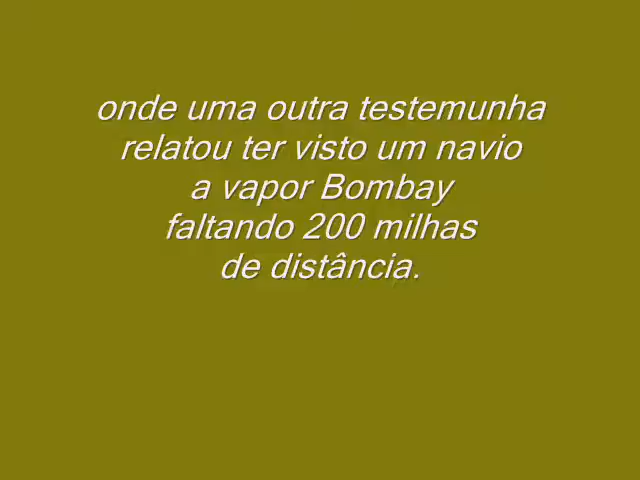 onde uma outra testemunha
relatou ter visto um navio
a vapor Bombay
faltando 200 milhas
de distância.